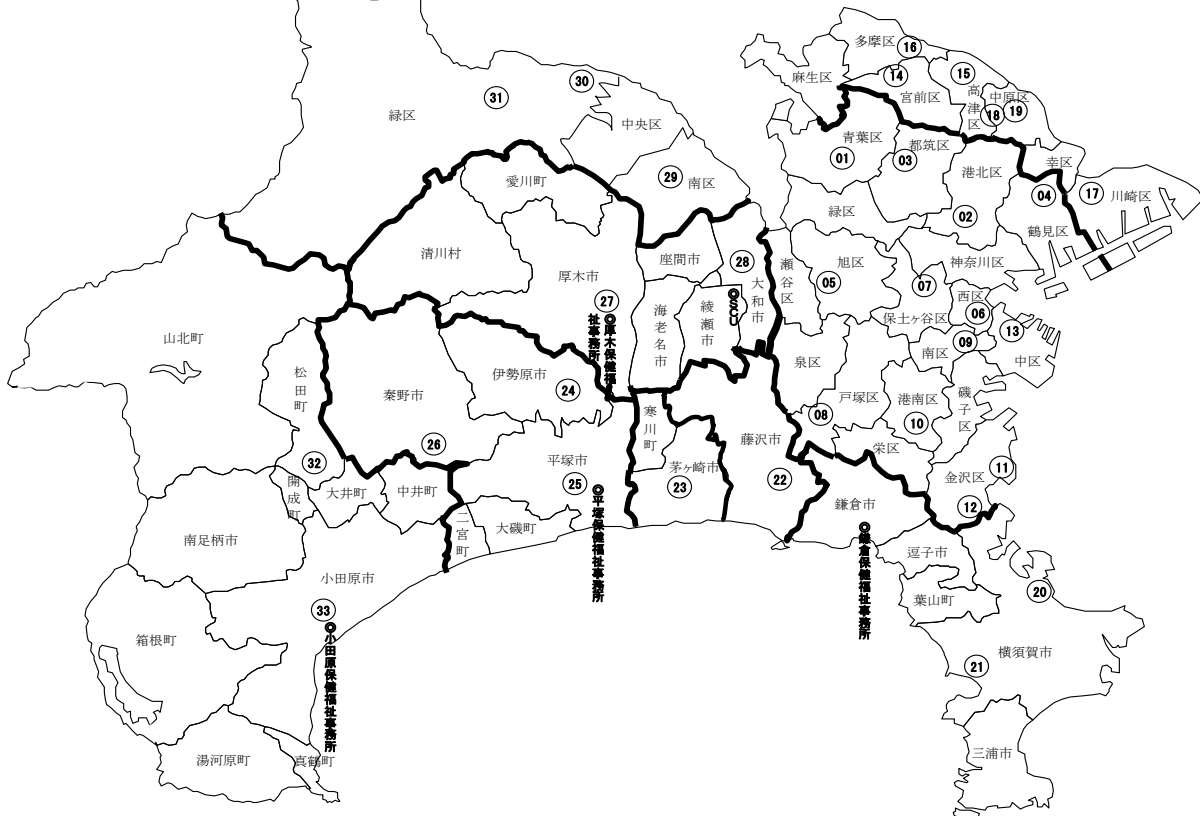 多摩区
16
麻生区
14
宮前区
15
高津区
中原区
18
19
30
31
緑区
中央区
青葉区
01
都筑区
03
港北区
幸区
04
17
川崎区
29
南区
愛川町
緑区
02
鶴見区
清川村
厚木市
座間市
28
大和市
瀬谷区
旭区
05
神奈川区
07
西区
06
27
◎厚木保健福祉事務所
海老名市
綾瀬市
◎SCU
保土ヶ谷区
13
09
南区
中区
山北町
松田町
秦野市
伊勢原市
24
泉区
戸塚区
港南区
10
磯子区
08
寒川町
藤沢市
栄区
26
32
平塚市
25
茅ヶ崎市
23
22
金沢区
11
12
開成町
大井町
中井町
二宮町
大磯町
◎平塚保健福祉事務所
鎌倉市
◎鎌倉保健福祉事務所
南足柄市
逗子市
小田原市
葉山町
20
33
◎小田原保健福祉事務所
箱根町
横須賀市
21
湯河原町
真鶴町
三浦市